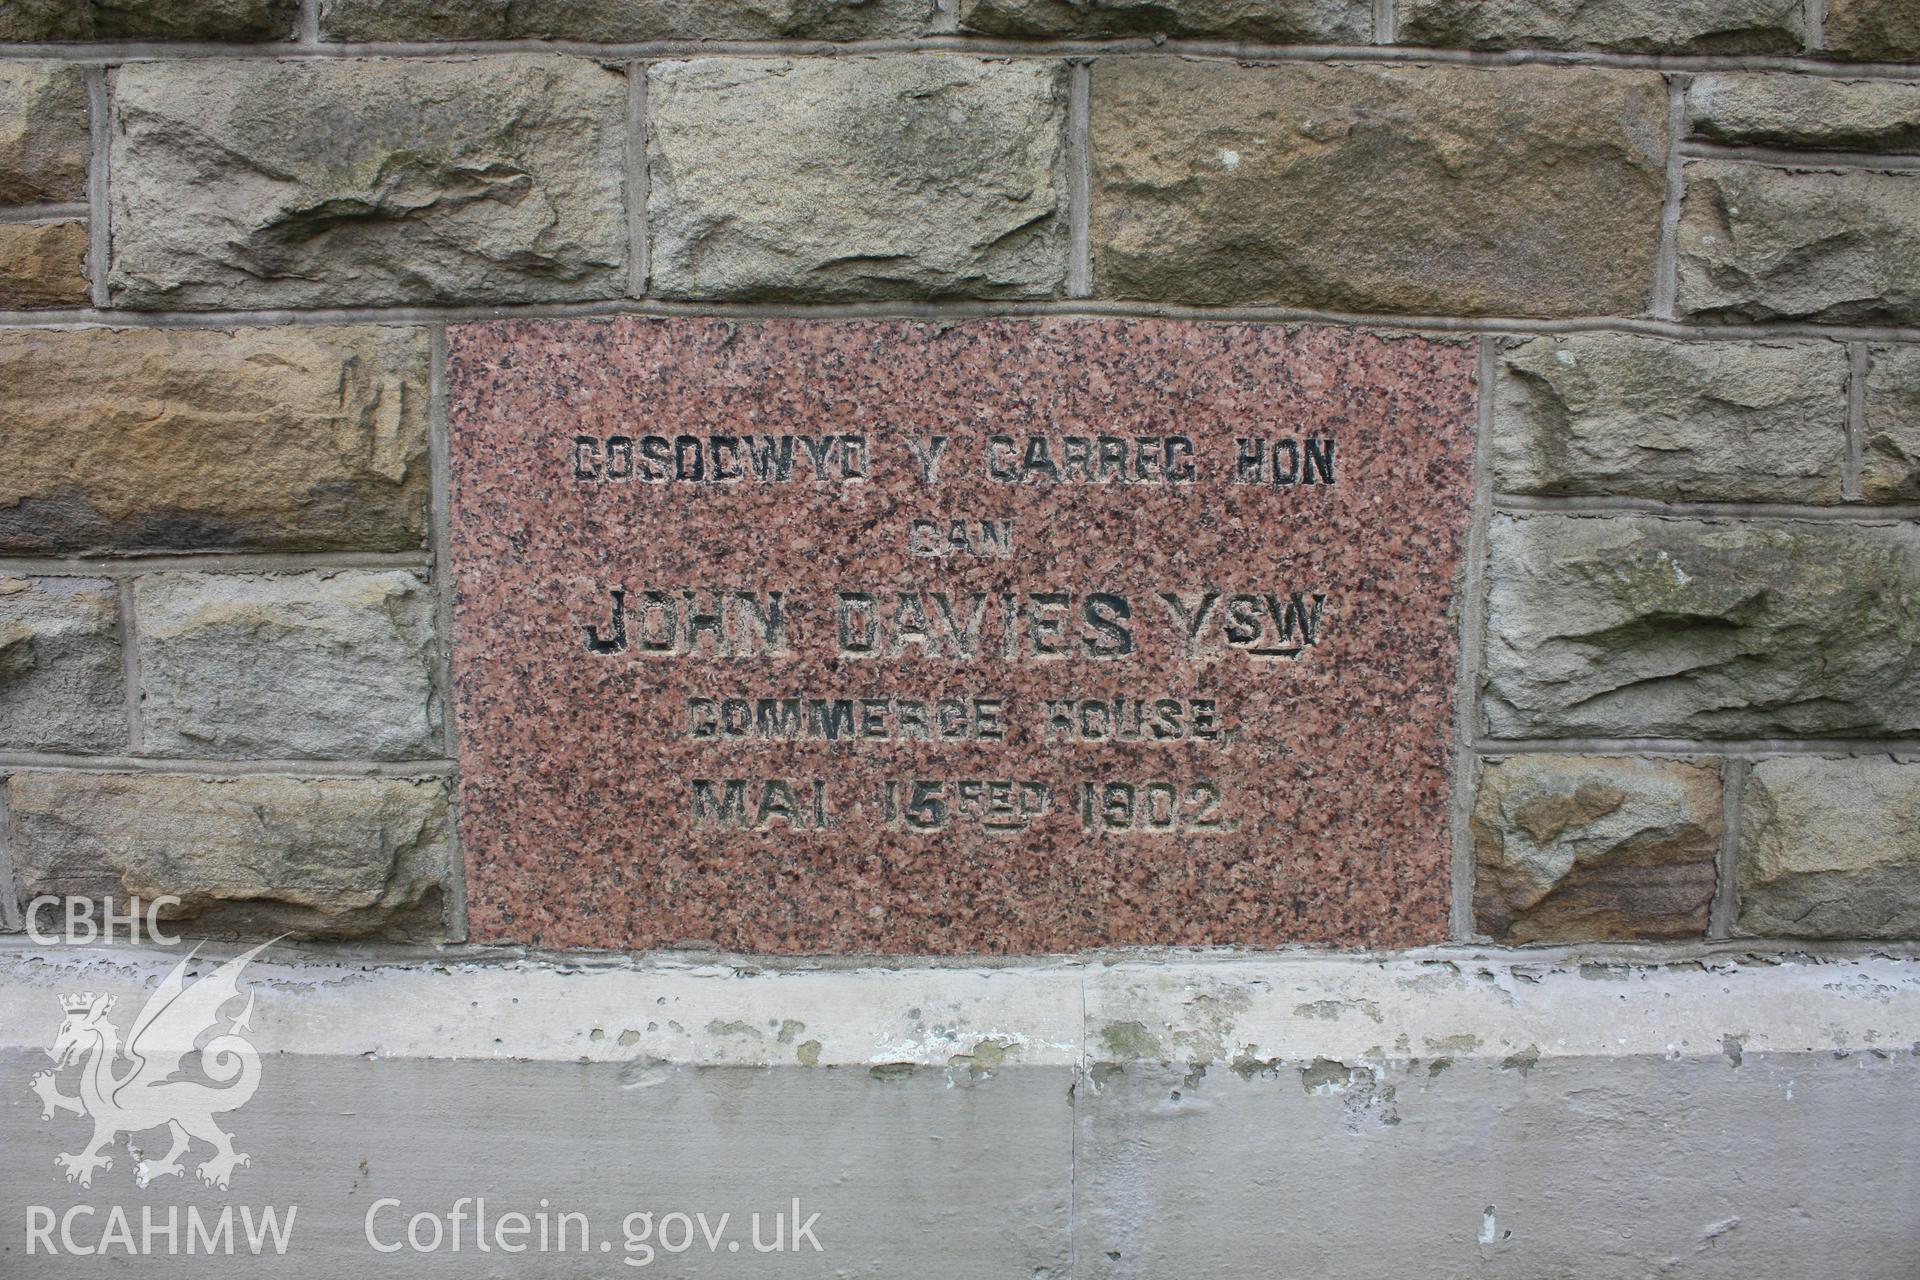 GOSODWYD Y GARREG HON
GAN
JOHN DAVIES YSW
COMMERCE HOUSE,
MAI 15FED 1902
CBHC
RCAHMW
Coflein.gov.uk